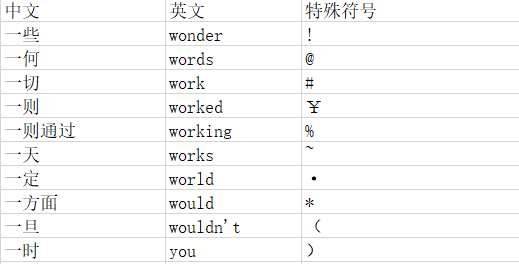 中文 英文 特殊符号
一些 wonder !
一何 words @
一切 work #
一则 worked ￥
一则通过 working %
一天 works ~
一定 world ·
一方面 would *
一旦 wouldn't （
一时 you ）